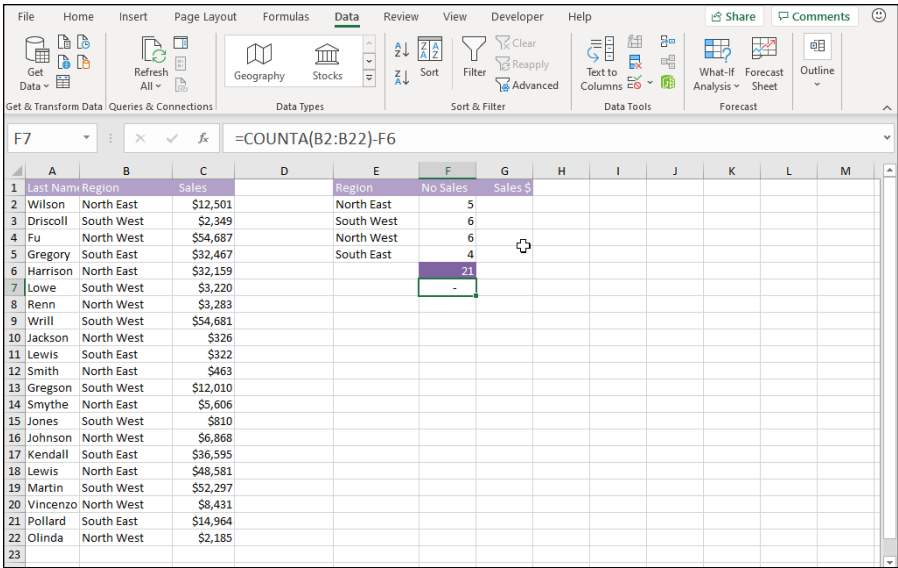 File Home Insert Page Layout Formulas Data Review View Developer Help Share Comments
Get Data Refresh All Geography Stocks Sort Filter Clear Reapply Advanced Text to Columns What-If Analysis Forecast Sheet Outline
Get & Transform Data Queries & Connections Data Types Sort & Filter Data Tools Forecast
F7 fx =COUNTA(B2:B22)-F6
A B C D E F G H I J K L M
1 Last Nam Region Sales Region No Sales Sales $
2 Wilson North East $12,501 North East 5
3 Driscoll South West $2,349 South West 6
4 Fu North West $54,687 North West 6
5 Gregory South East $32,467 South East 4
6 Harrison North East $32,159 21
7 Lowe South West $3,220 -
8 Renn North West $3,283
9 Wrill South West $54,681
10 Jackson North West $326
11 Lewis South East $322
12 Smith North East $463
13 Gregson South West $12,010
14 Smythe North East $5,606
15 Jones South West $810
16 Johnson North West $6,868
17 Kendall South East $36,595
18 Lewis North East $48,581
19 Martin South West $52,297
20 Vincenzo North West $8,431
21 Pollard South East $14,964
22 Olinda North West $2,185
23